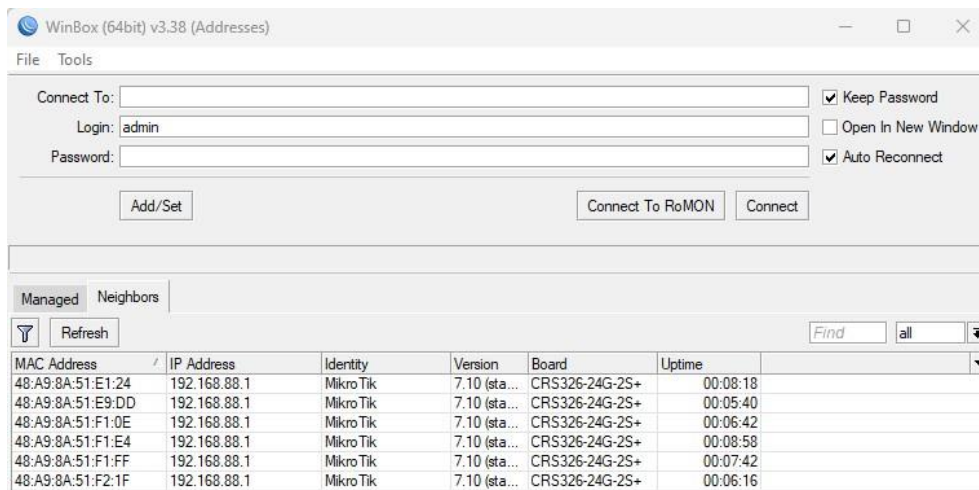 WinBox (64bit) v3.38 (Addresses)
File Tools
Connect To:
Keep Password
Login: admin
Open In New Window
Password:
Auto Reconnect
Add/Set Connect To RoMON Connect
Managed Neighbors
Refresh Find all
MAC Address IP Address Identity Version Board Uptime
48:A9:8A:51:E1:24 192.168.88.1 MikroTik 7.10 (sta... CRS326-24G-2S+ 00:08:18
48:A9:8A:51:E9:DD 192.168.88.1 MikroTik 7.10 (sta... CRS326-24G-2S+ 00:05:40
48:A9:8A:51:F1:0E 192.168.88.1 MikroTik 7.10 (sta... CRS326-24G-2S+ 00:06:42
48:A9:8A:51:F1:E4 192.168.88.1 MikroTik 7.10 (sta... CRS326-24G-2S+ 00:08:58
48:A9:8A:51:F1:FF 192.168.88.1 MikroTik 7.10 (sta... CRS326-24G-2S+ 00:07:42
48:A9:8A:51:F2:1F 192.168.88.1 MikroTik 7.10 (sta... CRS326-24G-2S+ 00:06:16